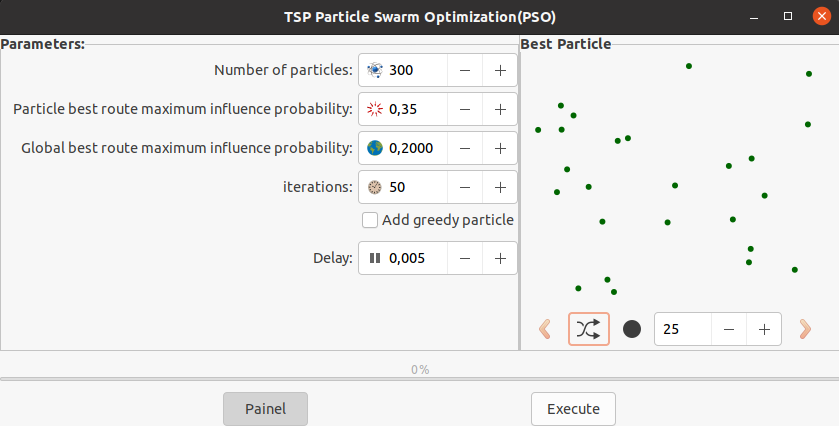 TSP Particle Swarm Optimization(PSO)
Parameters:
Number of particles: 300
Particle best route maximum influence probability: 0,35
Global best route maximum influence probability: 0,2000
iterations: 50
Add greedy particle
Delay: 0,005
Best Particle
25
0%
Painel
Execute